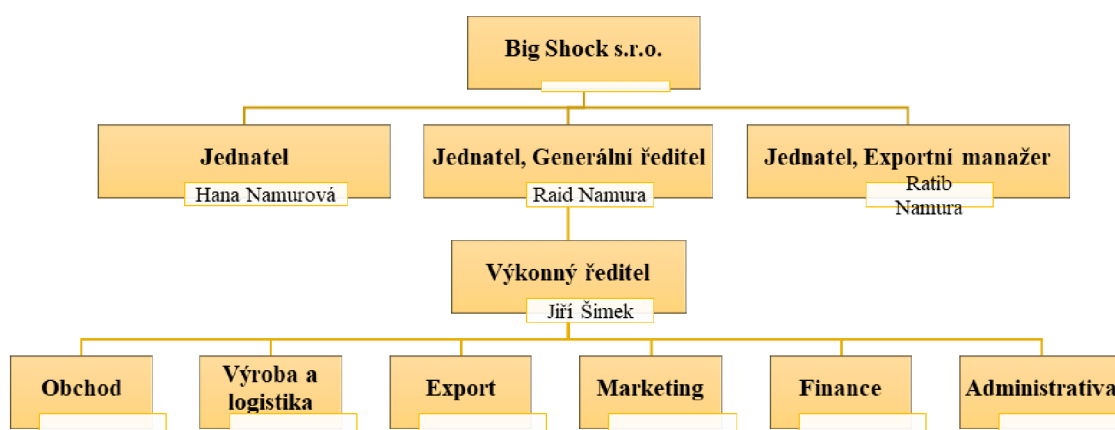 Big Shock s.r.o.
Jednatel
Hana Namurová
Jednatel, Generální ředitel
Raid Namura
Jednatel, Exportní manažer
Ratib
Namura
Výkonný ředitel
Jiří Šimek
Obchod
Výroba a
logistika
Export
Marketing
Finance
Administrativa